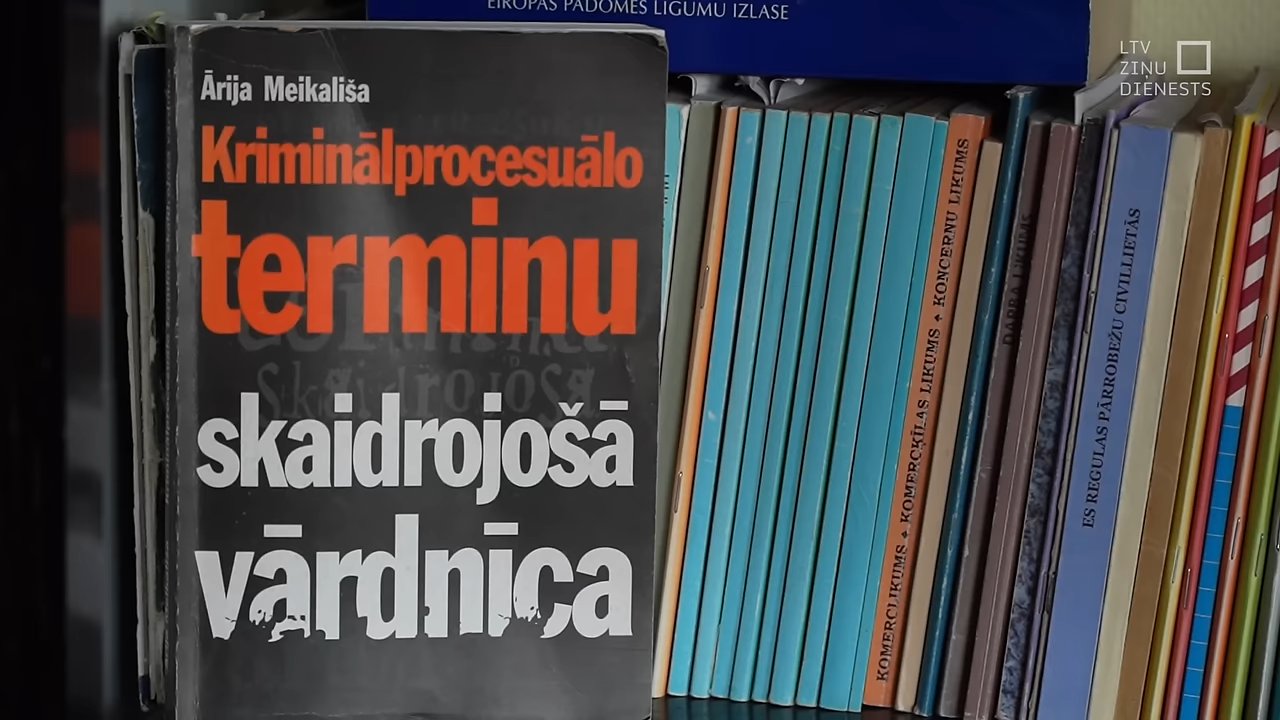 EIROPAS PADOMES LĪGUMU IZLASE
LTV
ZIŅU
DIENESTS
Ārija Meikališa
Kriminālprocesuālo
terminu
skaidrojošā
vārdnīca
KOMERCLIKUMS ♦ KOMERCĶĪLAS LIKUMS ♦ KONCERNU LIKUMS
DARBA LIKUMS
ES REGULAS PĀRROBEŽU CIVILLIETĀS